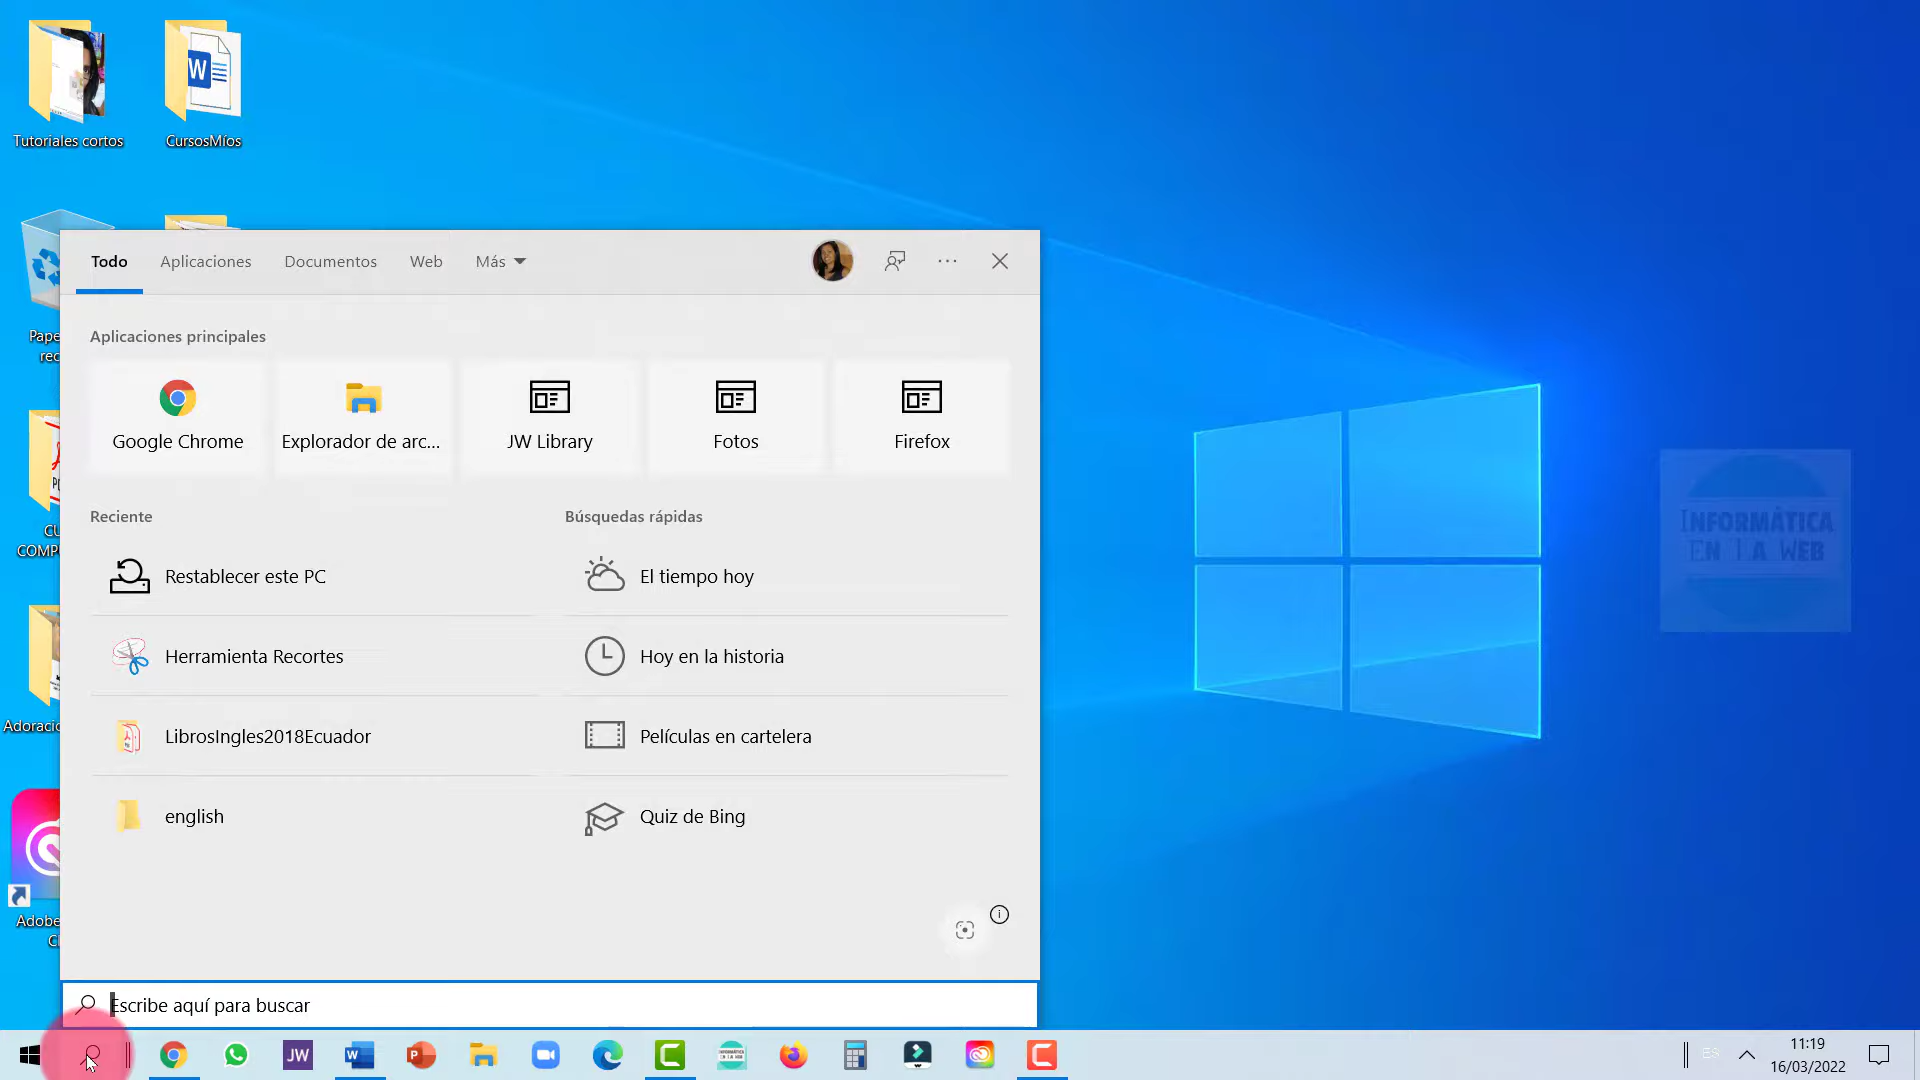 Tutoriales cortos
CursosMíos
Todo
Aplicaciones
Documentos
Web
Más
Aplicaciones principales
Google Chrome
Explorador de arc...
JW Library
Fotos
Firefox
Reciente
Búsquedas rápidas
Restablecer este PC
El tiempo hoy
Herramienta Recortes
Hoy en la historia
LibrosIngles2018Ecuador
Películas en cartelera
english
Quiz de Bing
INFORMÁTICA
EN LA WEB
Pape
rec
CU
COMP
Adoracio
Adobe
Cl
Escribe aquí para buscar
JW
ES
11:19
16/03/2022